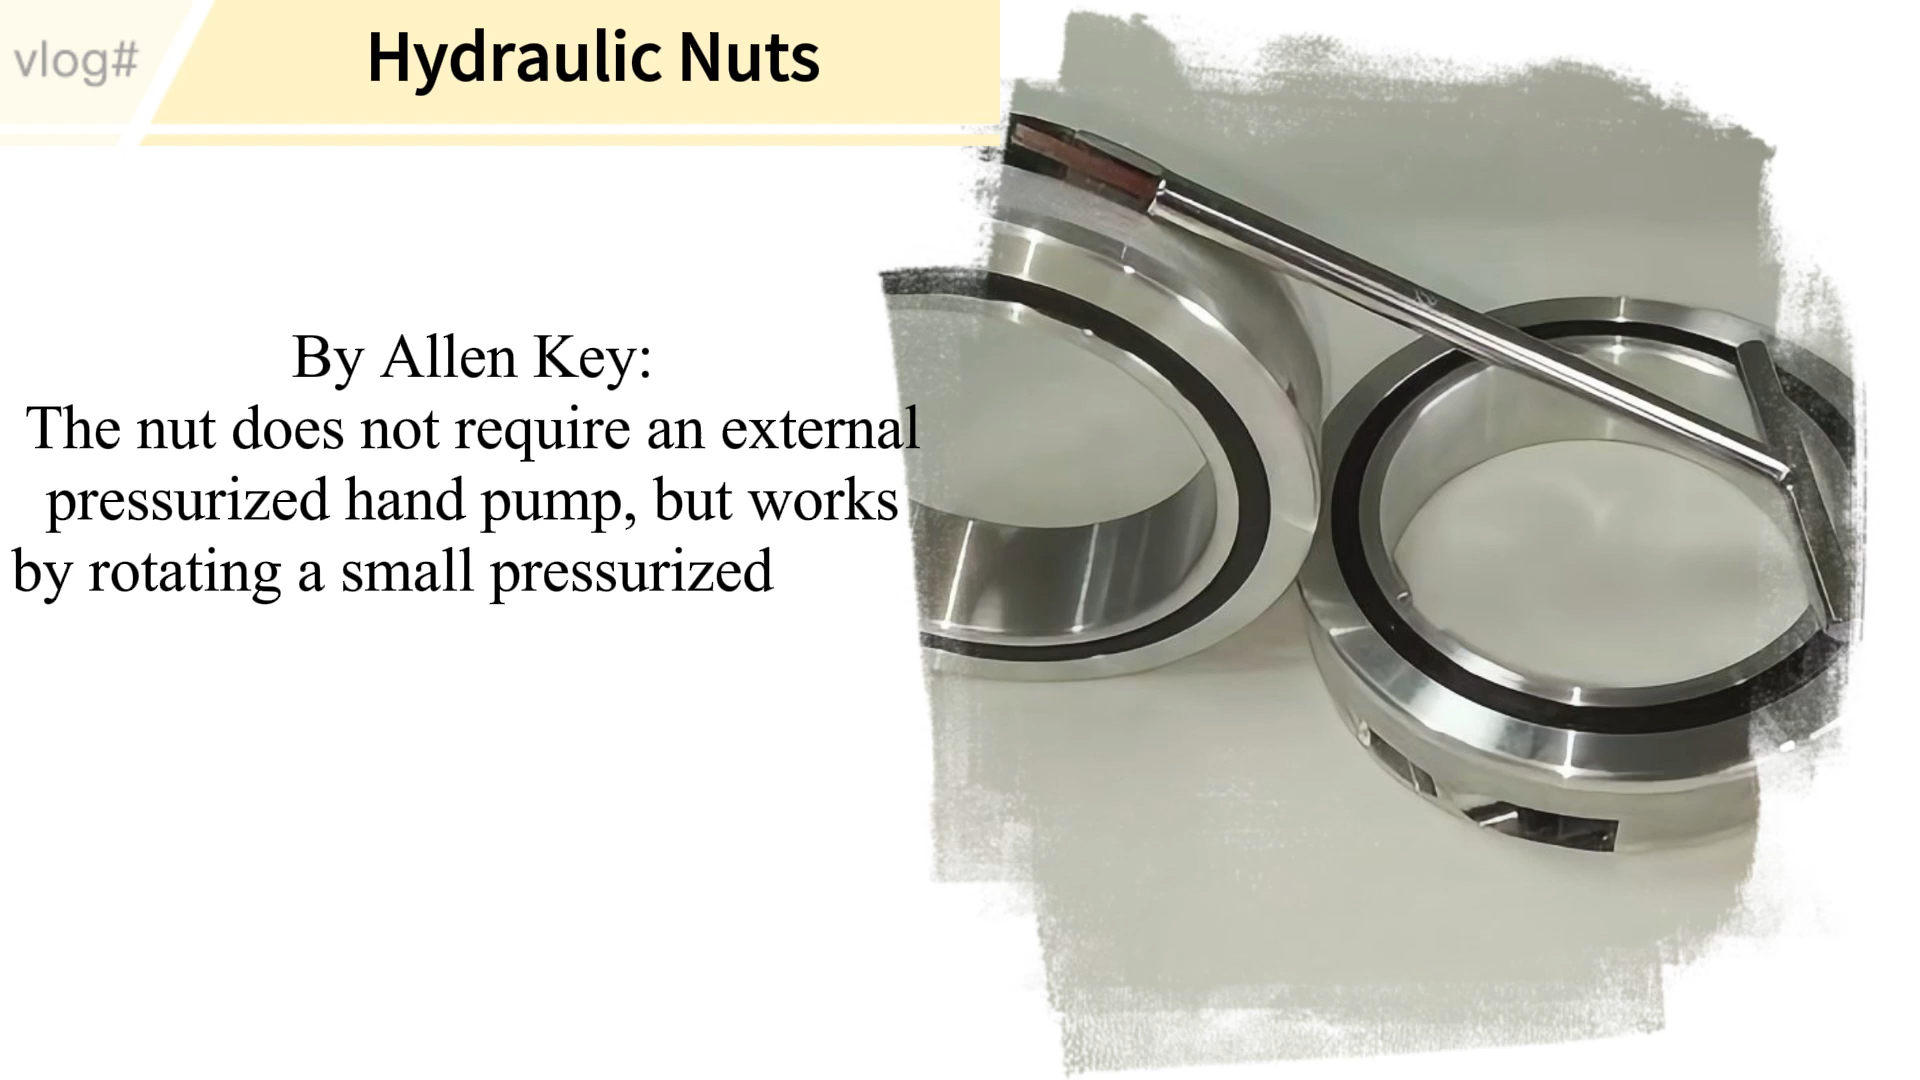 vlog#
Hydraulic Nuts
By Allen Key:
The nut does not require an external
pressurized hand pump, but works
by rotating a small pressurized